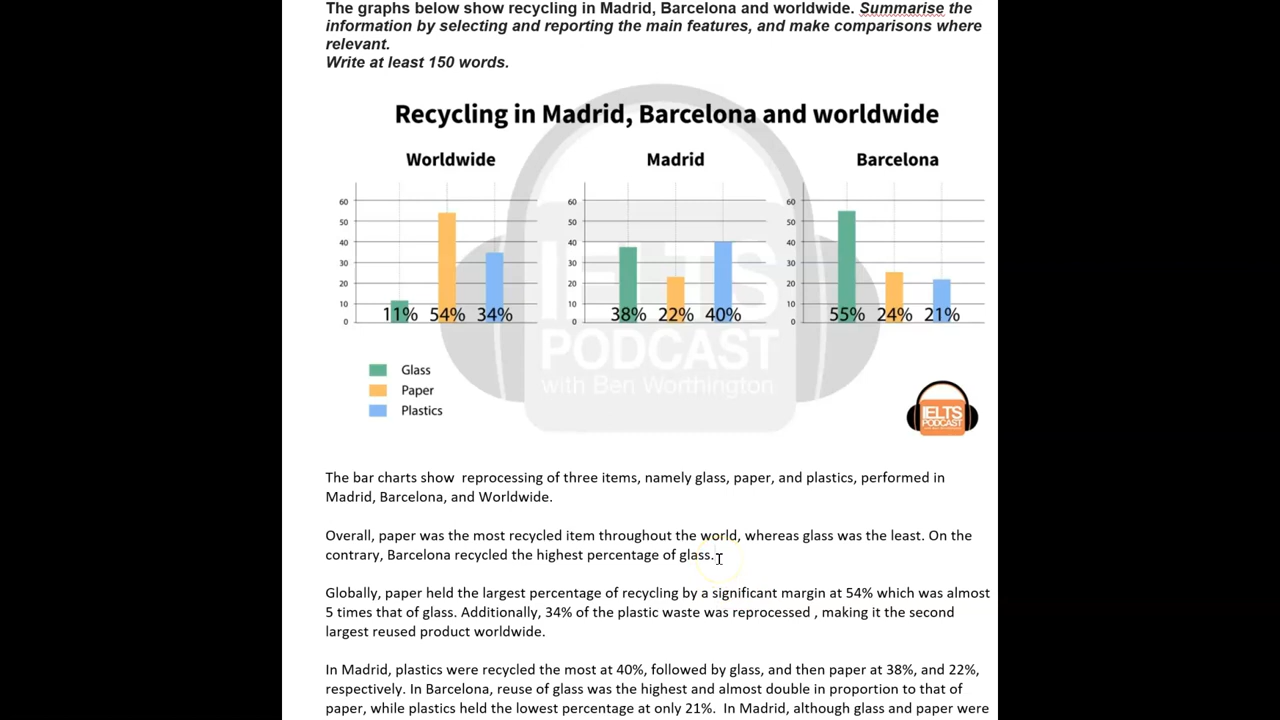 The graphs below show recycling in Madrid, Barcelona and worldwide. Summarise the
information by selecting and reporting the main features, and make comparisons where
relevant.
Write at least 150 words.
Recycling in Madrid, Barcelona and worldwide
Worldwide Madrid Barcelona
60 60 60
50 50 50
40 40 40
30 30 30
20 20 20
10 10 10
0 0 0
11% 54% 34% 38% 22% 40% 55% 24% 21%
IELTS
PODCAST
with Ben Worthington
Glass
Paper
Plastics
IELTS
PODCAST
The bar charts show  reprocessing of three items, namely glass, paper, and plastics, performed in
Madrid, Barcelona, and Worldwide.
Overall, paper was the most recycled item throughout the world, whereas glass was the least. On the
contrary, Barcelona recycled the highest percentage of glass.
Globally, paper held the largest percentage of recycling by a significant margin at 54% which was almost
5 times that of glass. Additionally, 34% of the plastic waste was reprocessed , making it the second
largest reused product worldwide.
In Madrid, plastics were recycled the most at 40%, followed by glass, and then paper at 38%, and 22%,
respectively. In Barcelona, reuse of glass was the highest and almost double in proportion to that of
paper, while plastics held the lowest percentage at only 21%.  In Madrid, although glass and paper were